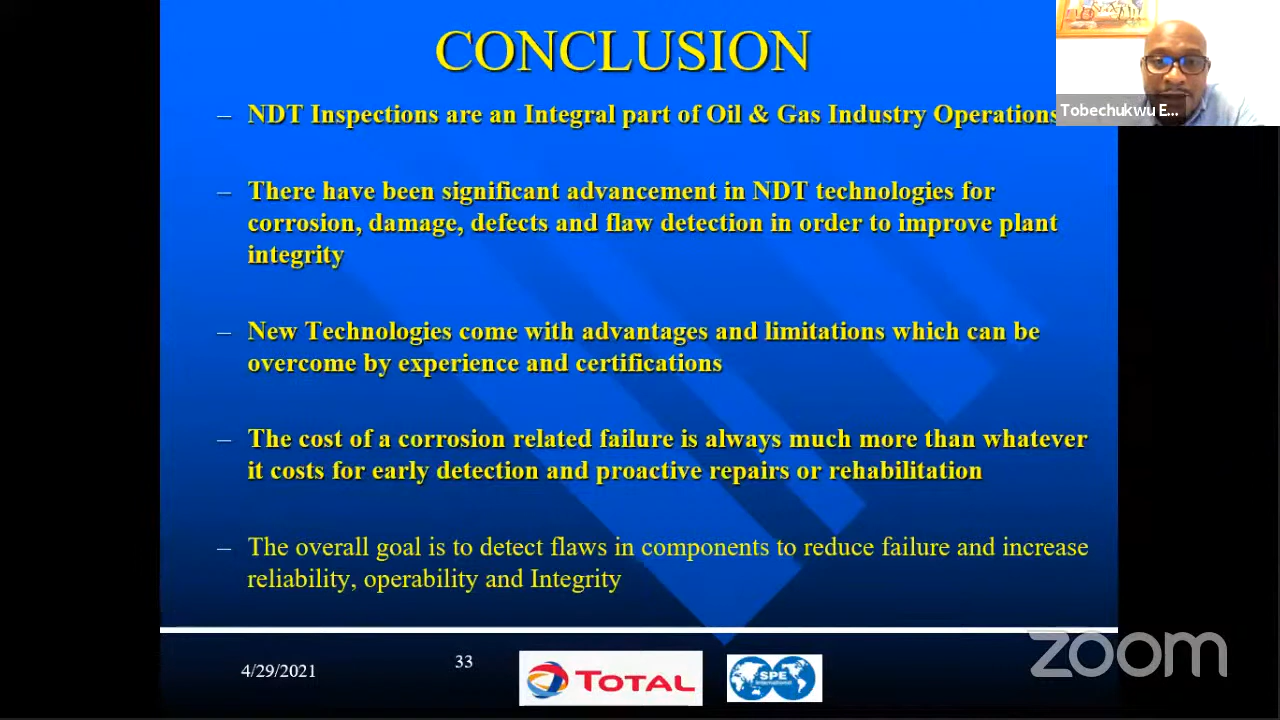 CONCLUSION
– NDT Inspections are an Integral part of Oil & Gas Industry Operations
Tobechukwu E...
– There have been significant advancement in NDT technologies for
corrosion, damage, defects and flaw detection in order to improve plant
integrity
– New Technologies come with advantages and limitations which can be
overcome by experience and certifications
– The cost of a corrosion related failure is always much more than whatever
it costs for early detection and proactive repairs or rehabilitation
– The overall goal is to detect flaws in components to reduce failure and increase
reliability, operability and Integrity
zoom
4/29/2021
33
TOTAL
SPE
International